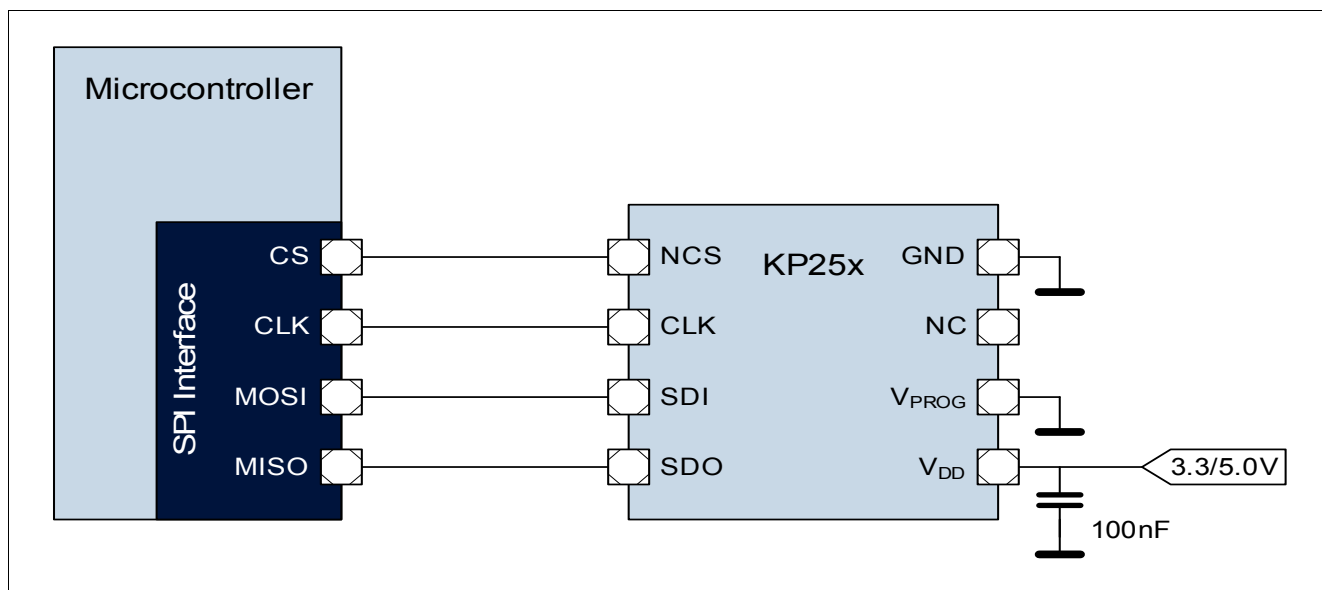 Microcontroller
SPI Interface
CS
CLK
MOSI
MISO
KP25x
NCS
CLK
SDI
SDO
GND
NC
VPROG
VDD
3.3/5.0V
100nF